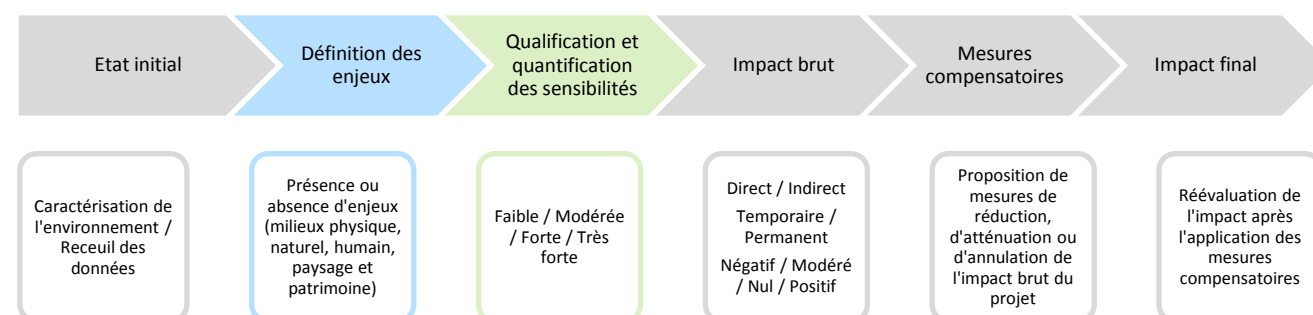 Etat initial
Définition des
enjeux
Qualification et
quantification
des sensibilités
Impact brut
Mesures
compensatoires
Impact final
Caractérisation de
l'environnement /
Receuil des
données
Présence ou
absence d'enjeux
(milieux physique,
naturel, humain,
paysage et
patrimoine)
Faible / Modérée
/ Forte / Très
forte
Direct / Indirect
Temporaire /
Permanent
Négatif / Modéré
/ Nul / Positif
Proposition de
mesures de
réduction,
d'atténuation ou
d'annulation de
l'impact brut du
projet
Réévaluation de
l'impact après
l'application des
mesures
compensatoires